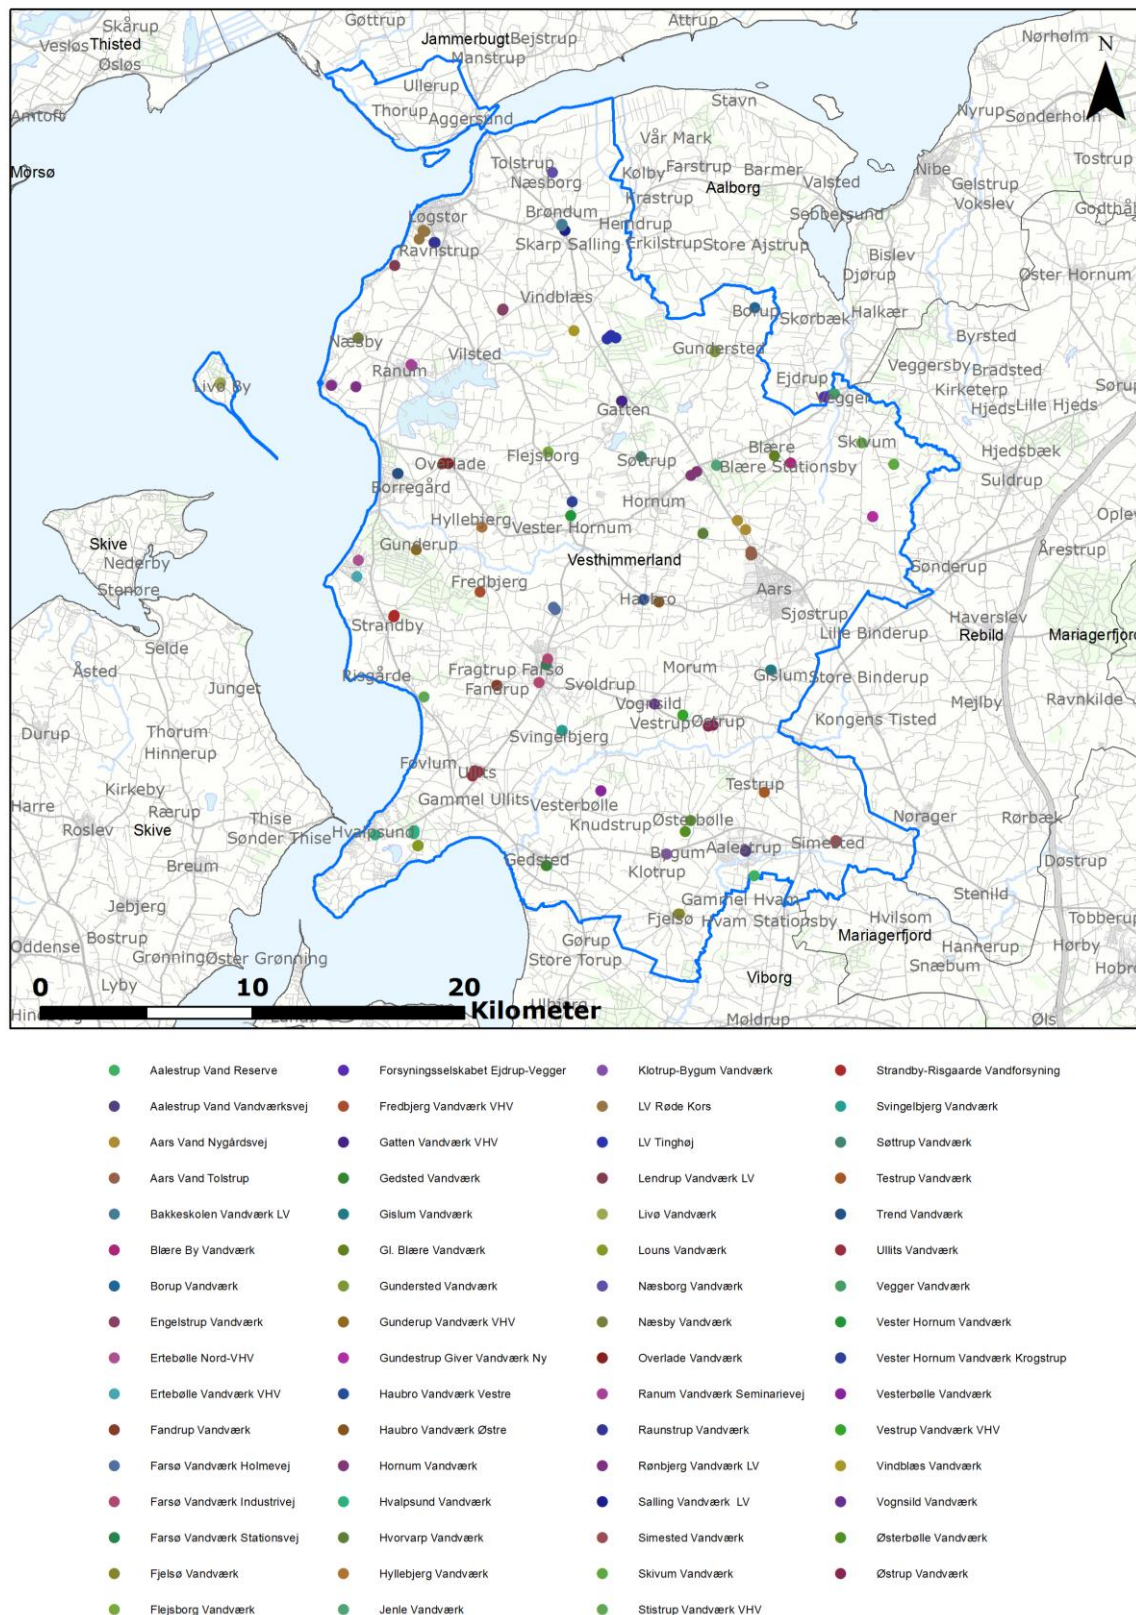 Gøttrup
Attrup
Skårup
Vesløs
Thisted
Jammerbugt
Bejstrup
Nørholm
Manstrup
Øsløs
N
Ullerup
Stavn
Amtoft
Thorup
Aggersund
Nyrup
Sønderholm
Vår Mark
Tolstrup
Farstrup
Tostrup
Morsø
Kølby
Barmer
Nibe
Næsborg
Aalborg
Valsted
Gelstrup
Krastrup
Vokslev
Løgstør
Brøndum
Sebbersund
Herndrup
Ravnstrup
Skarp Salling
Erkilstrup
Store Ajstrup
Bislev
Djørup
Øster Hornum
Vindblæs
Borup
Halkær
Skørbæk
Næsby
Byrsted
Vilsted
Gundersted
Veggersby
Ranum
Ejdrup
Bradsted
Livø By
Vegger
Kirketerp
Gatten
Hjeds
Lille Hjeds
Flejsborg
Blære
Skivum
Hjedsbæk
Overlade
Søttrup
Blære Stationsby
Suldrup
Borregård
Hornum
Hyllebjerg
Vester Hornum
Skive
Gunderup
Årestrup
Nederby
Vesthimmerland
Sønderup
Stenøre
Fredbjerg
Aars
Sjøstrup
Haverslev
Strandby
Lille Binderup
Rebild
Selde
Åsted
Fragtrup
Farsø
Morum
Risgårde
Gislum
Store Binderup
Junget
Fandrup
Svoldrup
Mejlby
Ravnkilde
Vognsild
Durup
Thorum
Vestrup
Østrup
Kongens Tisted
Hinnerup
Svingelbjerg
Fovlum
Ullits
Testrup
Kirkeby
Harre
Gammel Ullits
Vesterbølle
Rærup
Thise
Nørager
Rørbæk
Roslev
Skive
Sønder Thise
Hvalpsund
Knudstrup
Østerbølle
Simested
Breum
Gedsted
Bygum
Aalestrup
Døstrup
Klotrup
Jebjerg
Gammel Hvam
Stenild
Fjelsø
Hvam Stationsby
Hvilsom
Bostrup
Mariagerfjord
Oddense
Gørup
Hannerup
Hørby
Grønning
Øster Grønning
Store Torup
Snæbum
Lyby
Viborg
0 10 20
Kilometer
Møldrup
Øls
Aalestrup Vand Reserve
Aalestrup Vand Vandværksvej
Aars Vand Nygårdsvej
Aars Vand Tolstrup
Bakkeskolen Vandværk LV
Blære By Vandværk
Borup Vandværk
Engelstrup Vandværk
Ertebølle Nord-VHV
Ertebølle Vandværk VHV
Fandrup Vandværk
Farsø Vandværk Holmevej
Farsø Vandværk Industrivej
Farsø Vandværk Stationsvej
Fjelsø Vandværk
Flejsborg Vandværk
Forsyningsselskabet Ejdrup-Vegger
Fredbjerg Vandværk VHV
Gatten Vandværk VHV
Gedsted Vandværk
Gislum Vandværk
Gl. Blære Vandværk
Gundersted Vandværk
Gunderup Vandværk VHV
Gundestrup Giver Vandværk Ny
Haubro Vandværk Vestre
Haubro Vandværk Østre
Hornum Vandværk
Hvalpsund Vandværk
Hvorvarp Vandværk
Hyllebjerg Vandværk
Jenle Vandværk
Klotrup-Bygum Vandværk
LV Røde Kors
LV Tinghøj
Lendrup Vandværk LV
Livø Vandværk
Louns Vandværk
Næsborg Vandværk
Næsby Vandværk
Overlade Vandværk
Ranum Vandværk Seminarievej
Raunstrup Vandværk
Rønbjerg Vandværk LV
Salling Vandværk LV
Simested Vandværk
Skivum Vandværk
Stistrup Vandværk VHV
Strandby-Risgaarde Vandforsyning
Svingelbjerg Vandværk
Søttrup Vandværk
Testrup Vandværk
Trend Vandværk
Ullits Vandværk
Vegger Vandværk
Vester Hornum Vandværk
Vester Hornum Vandværk Krogstrup
Vesterbølle Vandværk
Vestrup Vandværk VHV
Vindblæs Vandværk
Vognsild Vandværk
Østerbølle Vandværk
Østrup Vandværk